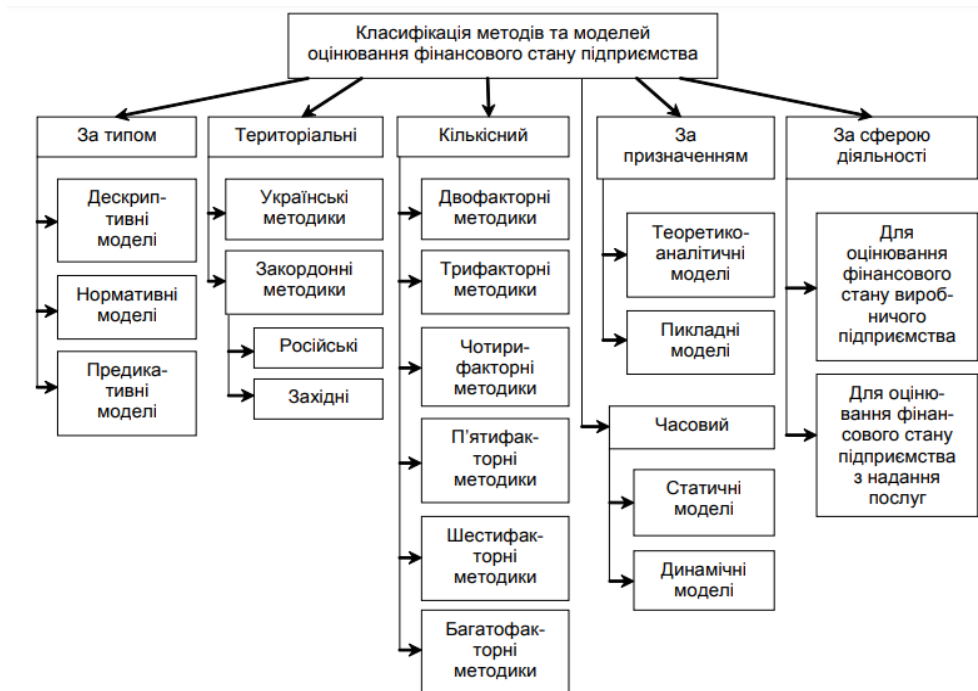 Класифікація методів та моделей
оцінювання фінансового стану підприємства
За типом
Дескрип-
тивні
моделі
Нормативні
моделі
Предика-
тивні
моделі
Територіальні
Українські
методики
Закордонні
методики
Російські
Західні
Кількісний
Двофакторні
методики
Трифакторні
методики
Чотири-
факторні
методики
П’ятифак-
торні
методики
Шестифак-
торні
методики
Багатофак-
торні
методики
За
призначенням
Теоретико-
аналітичні
моделі
Пикладні
моделі
Часовий
Статичні
моделі
Динамічні
моделі
За сферою
діяльності
Для
оцінювання
фінансового
стану вироб-
ничого
підприємства
Для оціню-
вання фінан-
сового стану
підприємства
з надання
послуг